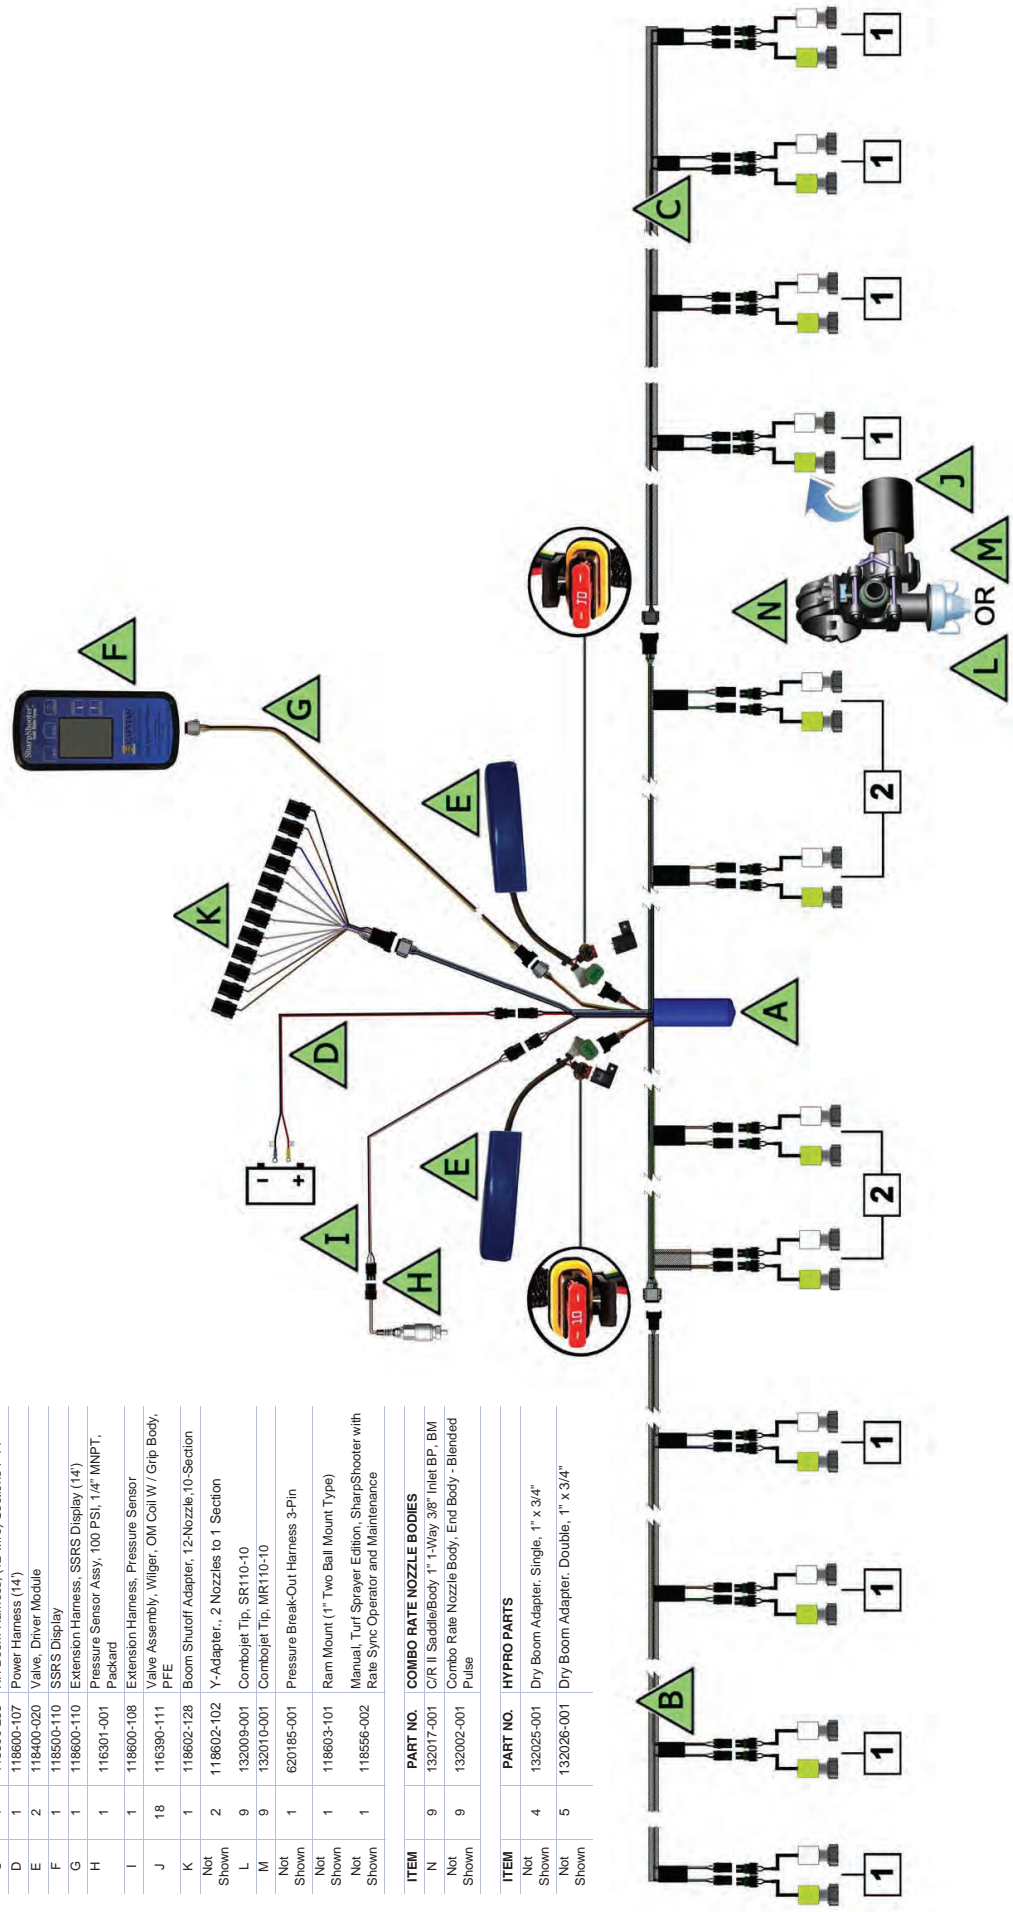 D 1 118600-107 Power Harness (14')
E 2 118400-020 Valve, Driver Module
F 1 118500-110 SSRS Display
G 1 118600-110 Extension Harness, SSRS Display (14')
H 1 116301-001 Pressure Sensor Assy, 100 PSI, 1/4" MNPT,
Packard
I 1 118600-108 Extension Harness, Pressure Sensor
J 18 116390-111 Valve Assembly, Wilger, OM Coil W / Grip Body,
PFE
K 1 118602-128 Boom Shutoff Adapter, 12-Nozzle,10-Section
Not
Shown 2 118602-102 Y-Adapter., 2 Nozzles to 1 Section
L 9 132009-001 Combojet Tip, SR110-10
M 9 132010-001 Combojet Tip, MR110-10
Not
Shown 1 620185-001 Pressure Break-Out Harness 3-Pin
Not
Shown 1 118603-101 Ram Mount (1" Two Ball Mount Type)
Not
Shown 1 118556-002 Manual, Turf Sprayer Edition, SharpShooter with
Rate Sync Operator and Maintenance
ITEM PART NO. COMBO RATE NOZZLE BODIES
N 9 132017-001 C/R II Saddle/Body 1" 1-Way 3/8" Inlet BP, BM
Not
Shown 9 132002-001 Combo Rate Nozzle Body, End Body - Blended
Pulse
ITEM PART NO. HYPRO PARTS
Not
Shown 4 132025-001 Dry Boom Adapter. Single, 1" x 3/4"
Not
Shown 5 132026-001 Dry Boom Adapter. Double, 1" x 3/4"
SharpShooter
CAPSTAN
F
G
K
E
D
- +
I
H
E
10
10
A
B
C
N
J
M
L
OR
1
1
1
1
2
2
1
1
1
1